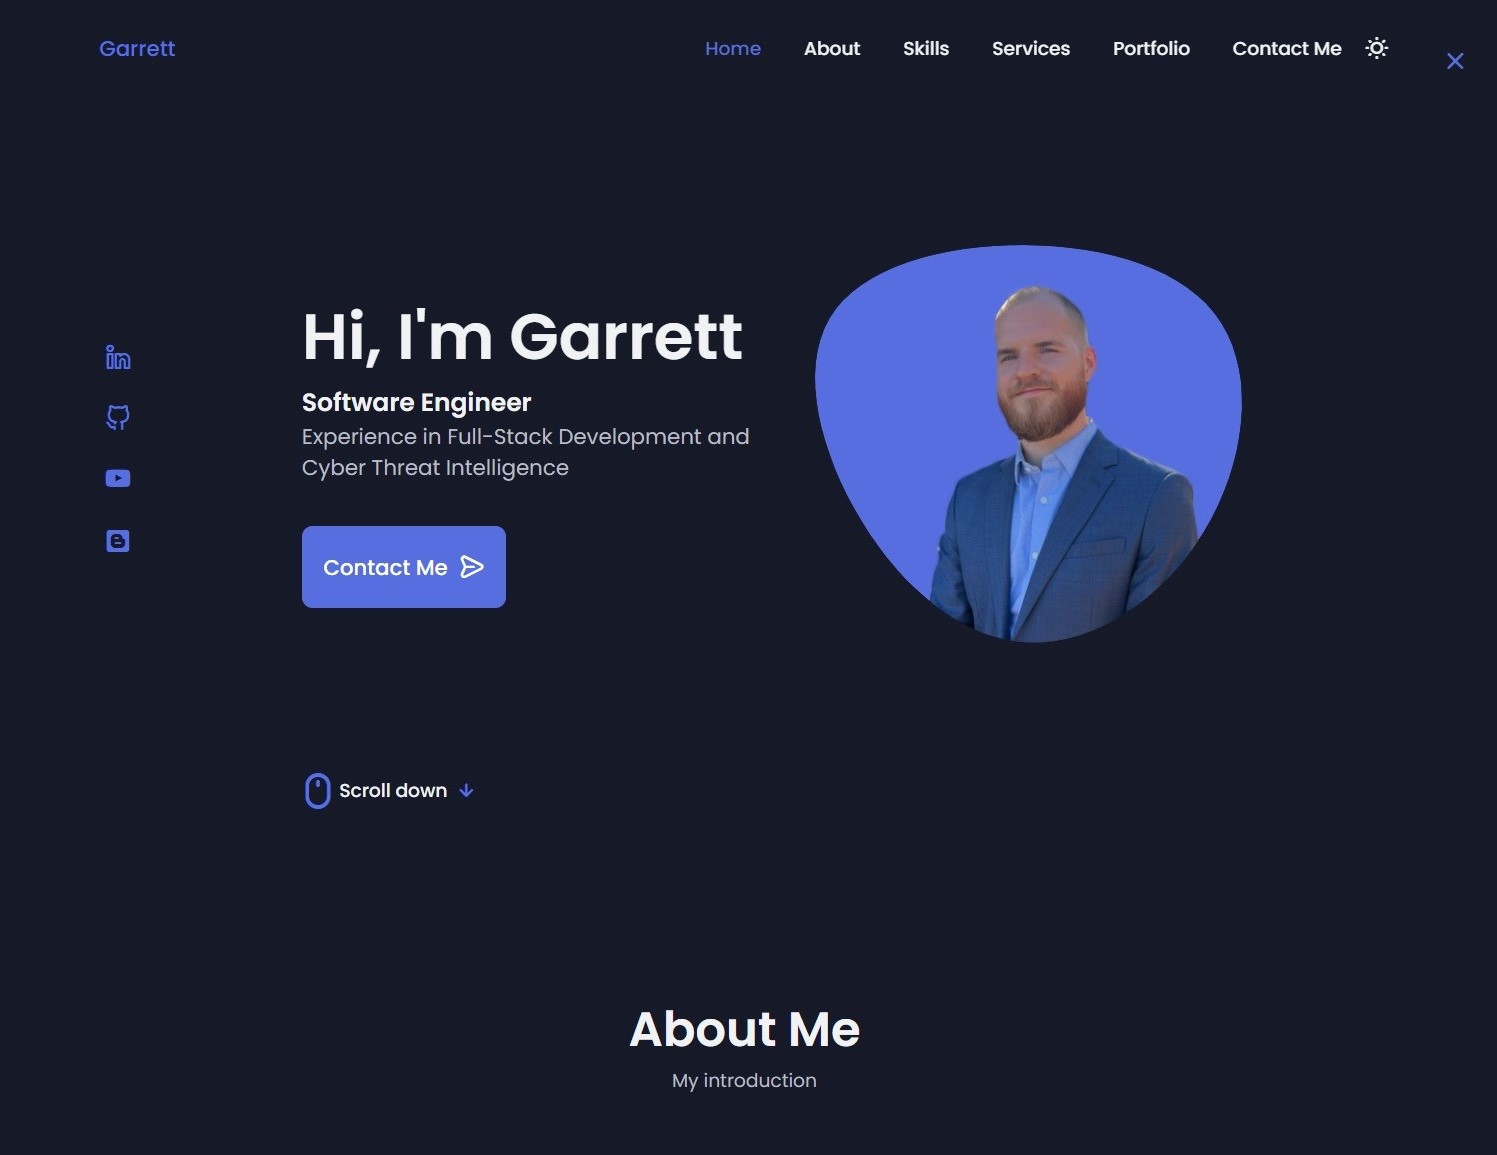 Garrett
Home About Skills Services Portfolio Contact Me
Hi, I'm Garrett
Software Engineer
Experience in Full-Stack Development and
Cyber Threat Intelligence
Contact Me
Scroll down
About Me
My introduction